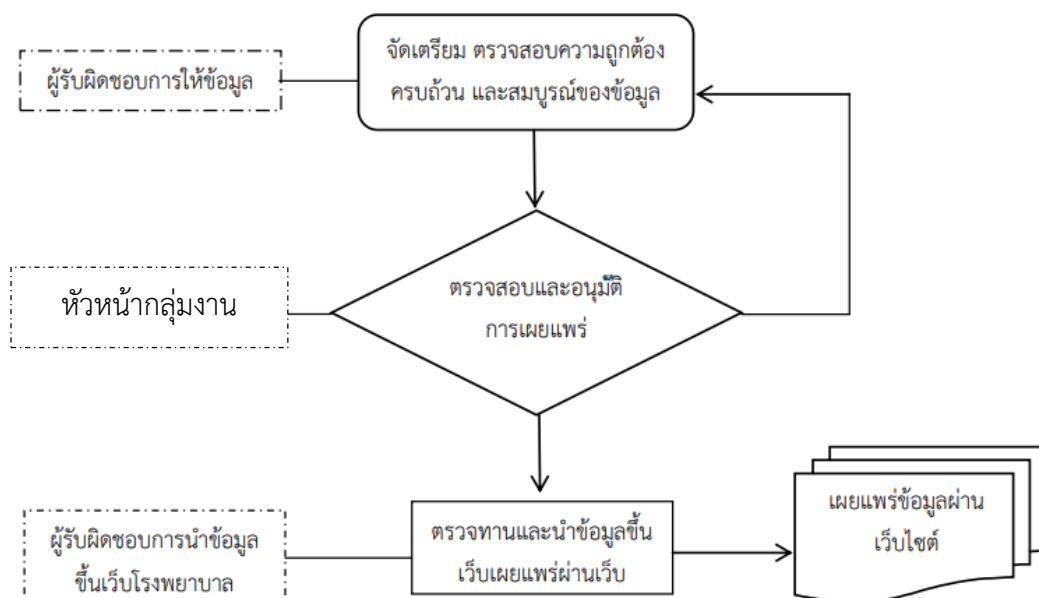 จัดเตรียม ตรวจสอบความถูกต้อง
ครบถ้วน และสมบูรณ์ของข้อมูล
ผู้รับผิดชอบการให้ข้อมูล
ตรวจสอบและอนุมัติ
การเผยแพร่
หัวหน้ากลุ่มงาน
ตรวจทานและนำข้อมูลขึ้น
เว็บเผยแพร่ผ่านเว็บ
ผู้รับผิดชอบการนำข้อมูล
ขึ้นเว็บโรงพยาบาล
เผยแพร่ข้อมูลผ่าน
เว็บไซต์